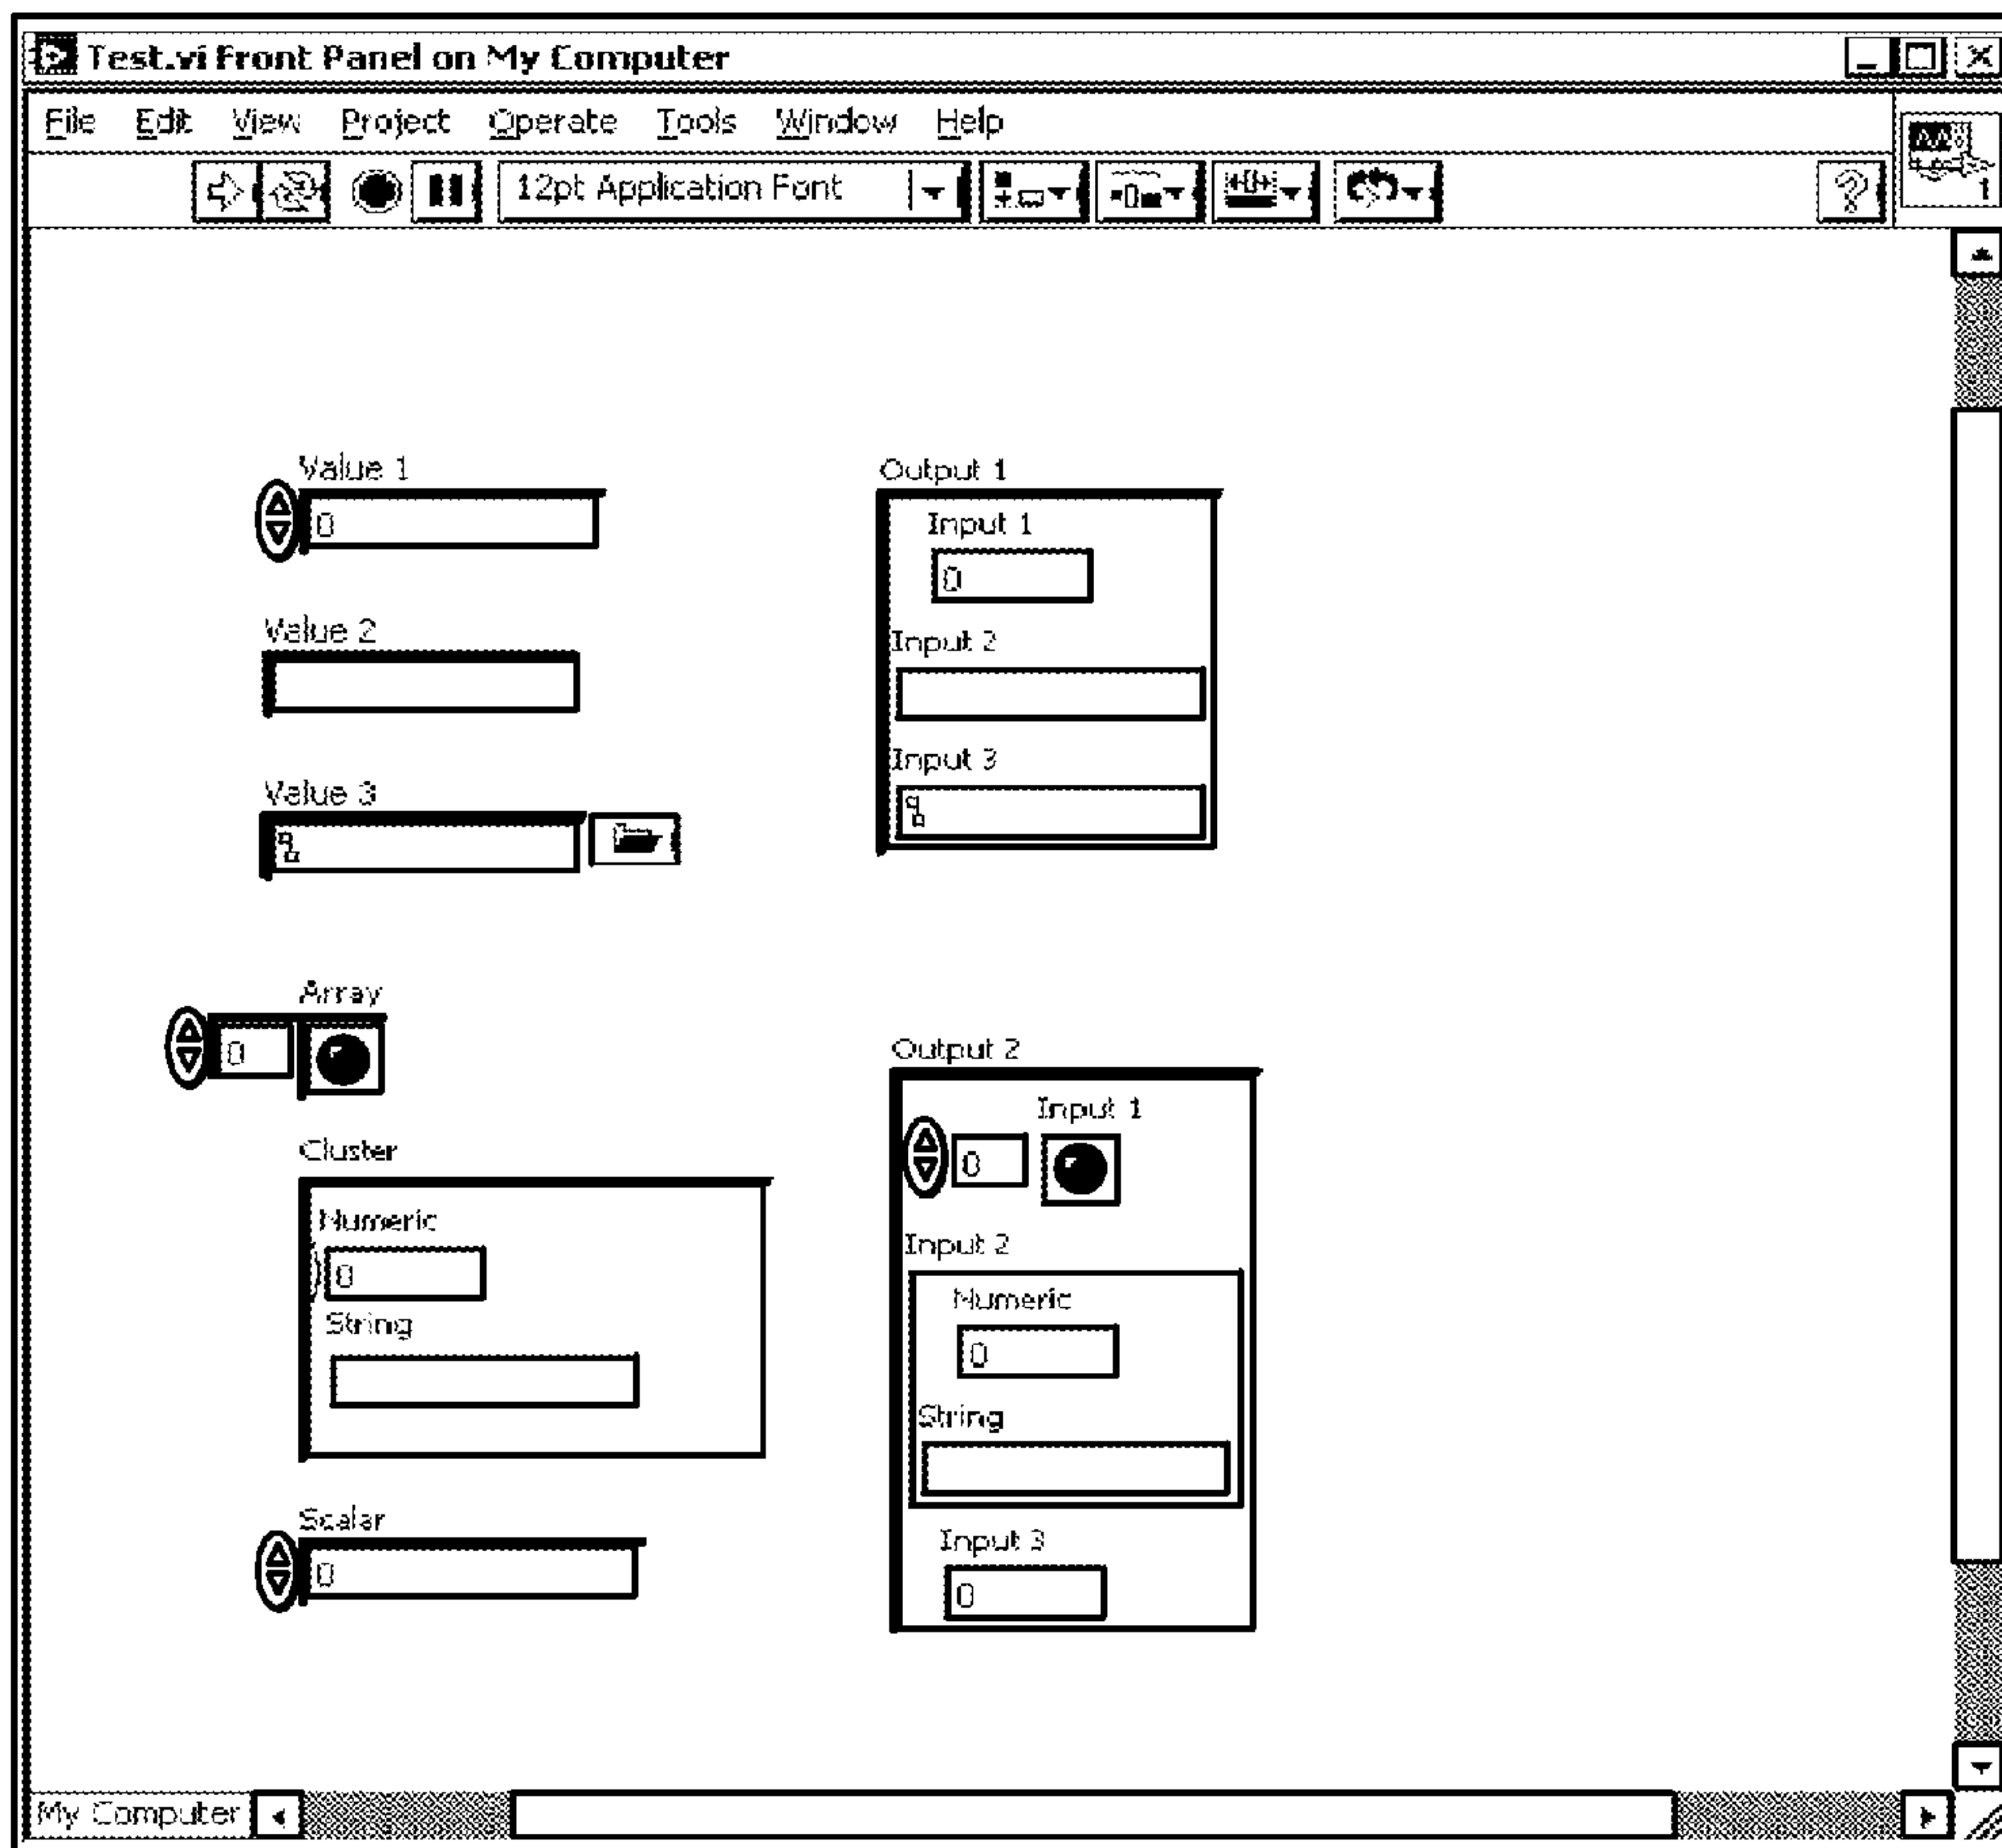 Test.vi Front Panel on My Computer
File Edit View Project Operate Tools Window Help
12pt Application Font
?
1
Value 1
0
Value 2
Value 3
Output 1
Input 1
0
Input 2
Input 3
Array
0
Cluster
Numeric
0
String
Scalar
0
Output 2
Input 1
0
Input 2
Numeric
0
String
Input 3
0
My Computer